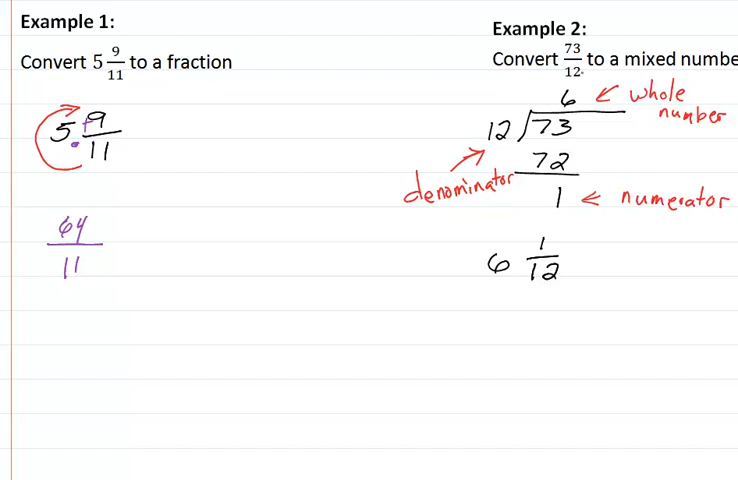 Example 1:
Convert 5 9/11 to a fraction
5 + 9
· 11
64
11
Example 2:
Convert 73/12 to a mixed numbe
6 ← whole
number
12 73
72
denominator
1 ← numerator
6 1/12